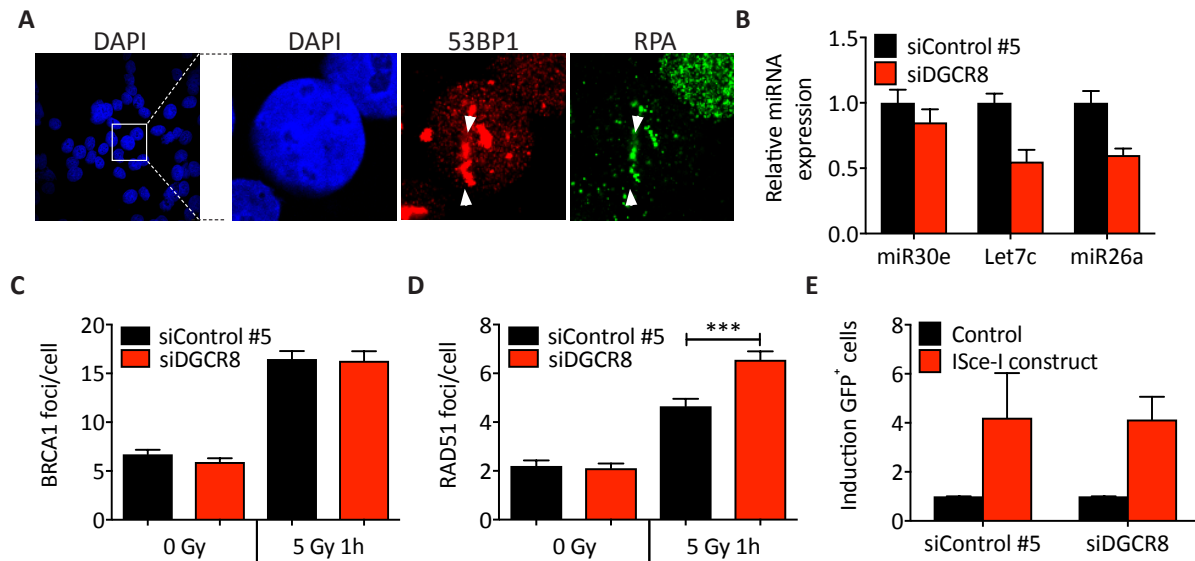 A
DAPI
DAPI
53BP1
RPA
B
Relative miRNA
expression
1.5
1.0
0.5
0.0
siControl #5
siDGCR8
miR30e
Let7c
miR26a
C
BRCA1 foci/cell
20
15
10
5
0
siControl #5
siDGCR8
0 Gy
5 Gy 1h
D
RAD51 foci/cell
8
6
4
2
0
siControl #5
siDGCR8
***
0 Gy
5 Gy 1h
E
Induction GFP⁺ cells
8
6
4
2
0
Control
ISce-I construct
siControl #5
siDGCR8